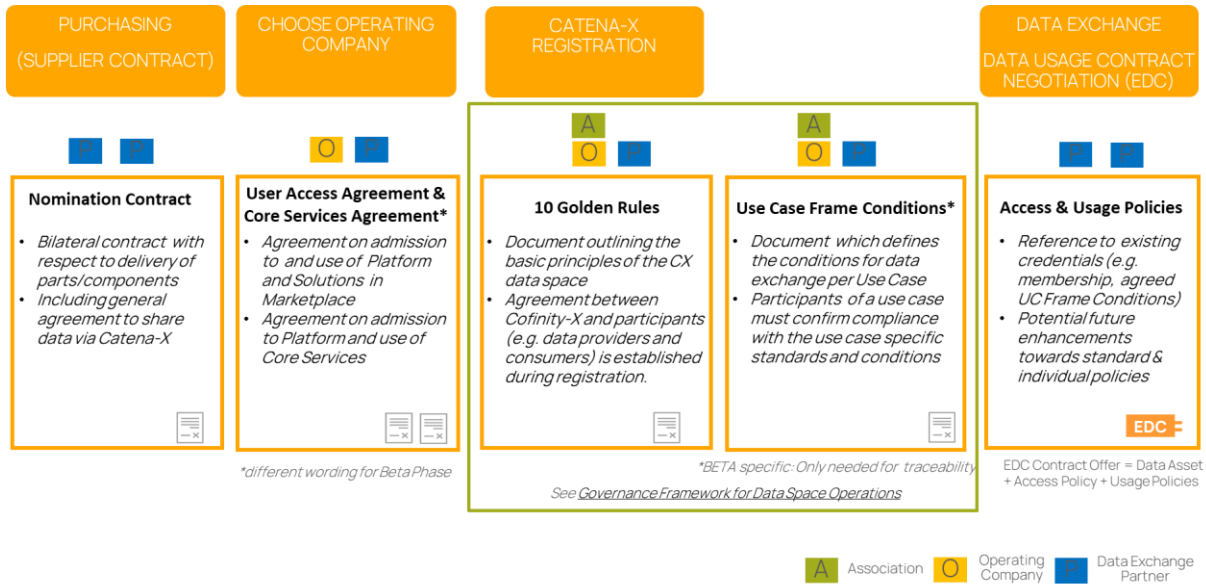 PURCHASING
(SUPPLIER CONTRACT)
CHOOSE OPERATING
COMPANY
CATENA-X
REGISTRATION
DATA EXCHANGE
DATA USAGE CONTRACT
NEGOTIATION (EDC)
P P
O P
A
O P
A
O P
P P
Nomination Contract
• Bilateral contract with
respect to delivery of
parts/components
• Including general
agreement to share
data via Catena-X
User Access Agreement &
Core Services Agreement*
• Agreement on admission
to and use of Platform
and Solutions in
Marketplace
• Agreement on admission
to Platform and use of
Core Services
*different wording for Beta Phase
10 Golden Rules
• Document outlining the
basic principles of the CX
data space
• Agreement between
Cofinity-X and participants
(e.g. data providers and
consumers) is established
during registration.
Use Case Frame Conditions*
• Document which defines
the conditions for data
exchange per Use Case
• Participants of a use case
must confirm compliance
with the use case specific
standards and conditions
*BETA specific: Only needed for traceability
See Governance Framework for Data Space Operations
Access & Usage Policies
• Reference to existing
credentials (e.g.
membership, agreed
UC Frame Conditions)
• Potential future
enhancements
towards standard &
individual policies
EDC
EDC Contract Offer = Data Asset
+ Access Policy + Usage Policies
A Association
O Operating
Company
P Data Exchange
Partner